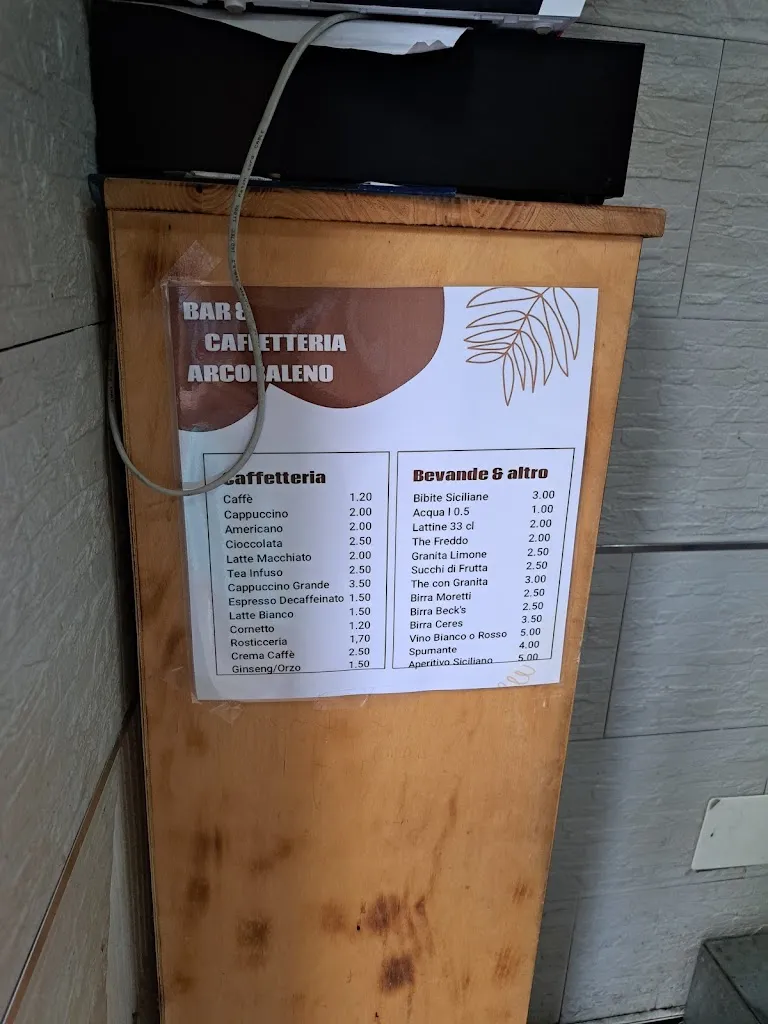 BAR &
CAFFETTERIA
ARCOBALENO
Caffetteria
Caffè 1.20
Cappuccino 2.00
Americano 2.00
Cioccolata 2.50
Latte Macchiato 2.00
Tea Infuso 2.50
Cappuccino Grande 3.50
Espresso Decaffeinato 1.50
Latte Bianco 1.50
Cornetto 1.20
Rosticceria 1,70
Crema Caffè 2.50
Ginseng/Orzo 1.50
Bevande & altro
Bibite Siciliane 3.00
Acqua l 0.5 1.00
Lattine 33 cl 2.00
The Freddo 2.00
Granita Limone 2.50
Succhi di Frutta 2.50
The con Granita 3.00
Birra Moretti 2.50
Birra Beck's 2.50
Birra Ceres 3.50
Vino Bianco o Rosso 5.00
Spumante 4.00
Aperitivo Siciliano 5.00